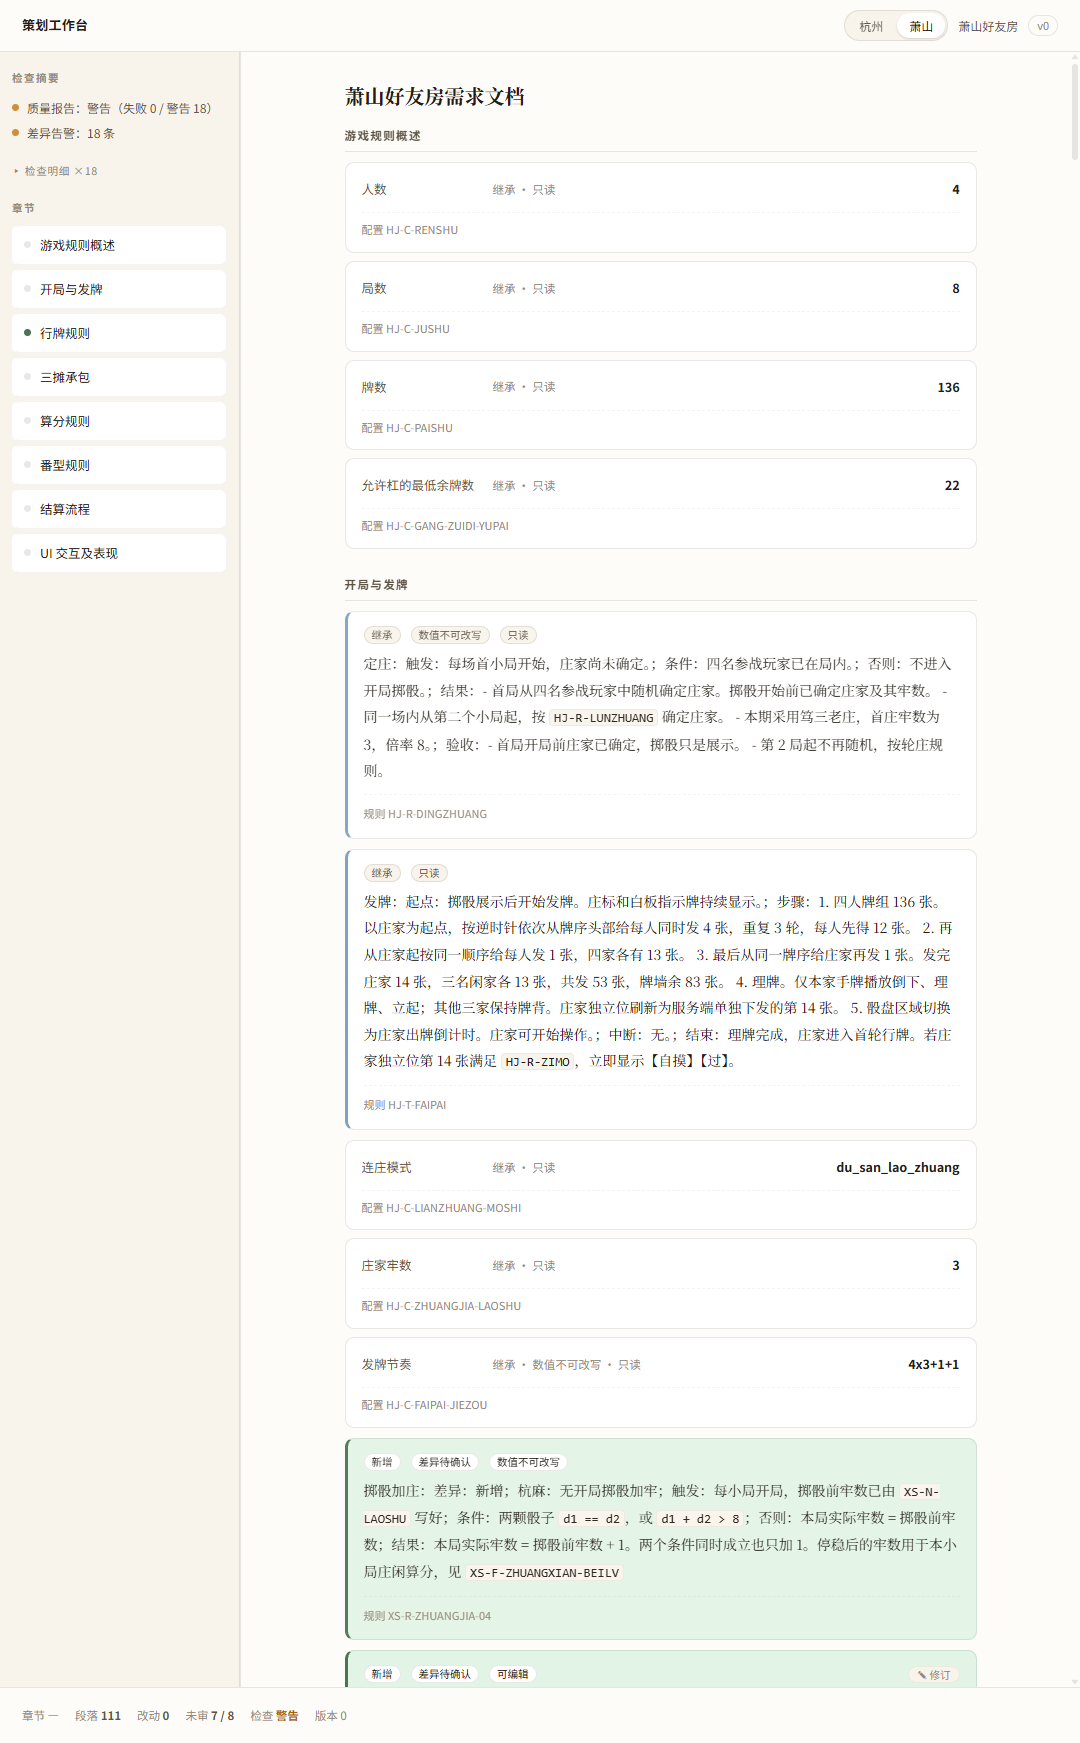 策划工作台
杭州 萧山 萧山好友房 v0
检查摘要
质量报告：警告（失败 0 / 警告 18）
差异告警：18 条
▸ 检查明细 ×18
章节
游戏规则概述
开局与发牌
行牌规则
三摊承包
算分规则
番型规则
结算流程
UI 交互及表现
萧山好友房需求文档
游戏规则概述
人数 继承 • 只读 4
配置 HJ-C-RENSHU
局数 继承 • 只读 8
配置 HJ-C-JUSHU
牌数 继承 • 只读 136
配置 HJ-C-PAISHU
允许杠的最低余牌数 继承 • 只读 22
配置 HJ-C-GANG-ZUIDI-YUPAI
开局与发牌
继承 数值不可改写 只读
定庄：触发：每场首小局开始，庄家尚未确定。；条件：四名参战玩家已在局内。；否则：不进入
开局掷骰。；结果：- 首局从四名参战玩家中随机确定庄家。掷骰开始前已确定庄家及其牢数。 -
同一场内从第二个小局起，按 HJ-R-LUNZHUANG 确定庄家。 - 本期采用笃三老庄，首庄牢数为
3，倍率 8。；验收：- 首局开局前庄家已确定，掷骰只是展示。 - 第 2 局起不再随机，按轮庄规
则。
规则 HJ-R-DINGZHUANG
继承 只读
发牌：起点：掷骰展示后开始发牌。庄标和白板指示牌持续显示。；步骤：1. 四人牌组 136 张。
以庄家为起点，按逆时针依次从牌序头部给每人同时发 4 张，重复 3 轮，每人先得 12 张。 2. 再
从庄家起按同一顺序给每人发 1 张，四家各有 13 张。 3. 最后从同一牌序给庄家再发 1 张。发完
庄家 14 张，三名闲家各 13 张，共发 53 张，牌墙余 83 张。 4. 理牌。仅本家手牌播放倒下、理
牌、立起；其他三家保持牌背。庄家独立位刷新为服务端单独下发的第 14 张。 5. 骰盘区域切换
为庄家出牌倒计时。庄家可开始操作。；中断：无。；结束：理牌完成，庄家进入首轮行牌。若庄
家独立位第 14 张满足 HJ-R-ZIMO，立即显示【自摸】【过】。
规则 HJ-T-FAIPAI
连庄模式 继承 • 只读 du_san_lao_zhuang
配置 HJ-C-LIANZHUANG-MOSHI
庄家牢数 继承 • 只读 3
配置 HJ-C-ZHUANGJIA-LAOSHU
发牌节奏 继承 • 数值不可改写 • 只读 4x3+1+1
配置 HJ-C-FAIPAI-JIEZOU
新增 差异待确认 数值不可改写
掷骰加庄：差异：新增；杭麻：无开局掷骰加牢；触发：每小局开局，掷骰前牢数已由 XS-N-
LAOSHU 写好；条件：两颗骰子 d1 == d2，或 d1 + d2 > 8；否则：本局实际牢数 = 掷骰前牢
数；结果：本局实际牢数 = 掷骰前牢数 + 1。两个条件同时成立也只加 1。停稳后的牢数用于本小
局庄闲算分，见 XS-F-ZHUANGXIAN-BEILV
规则 XS-R-ZHUANGJIA-04
新增 差异待确认 可编辑 修订
章节 — 段落 111 改动 0 未审 7 / 8 检查 警告 版本 0